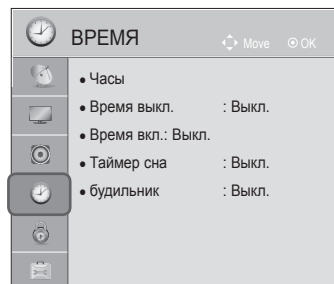 ВРЕМЯ Move OK
• Часы
• Время выкл. : Выкл.
• Время вкл.: Выкл.
• Таймер сна : Выкл.
• будильник : Выкл.